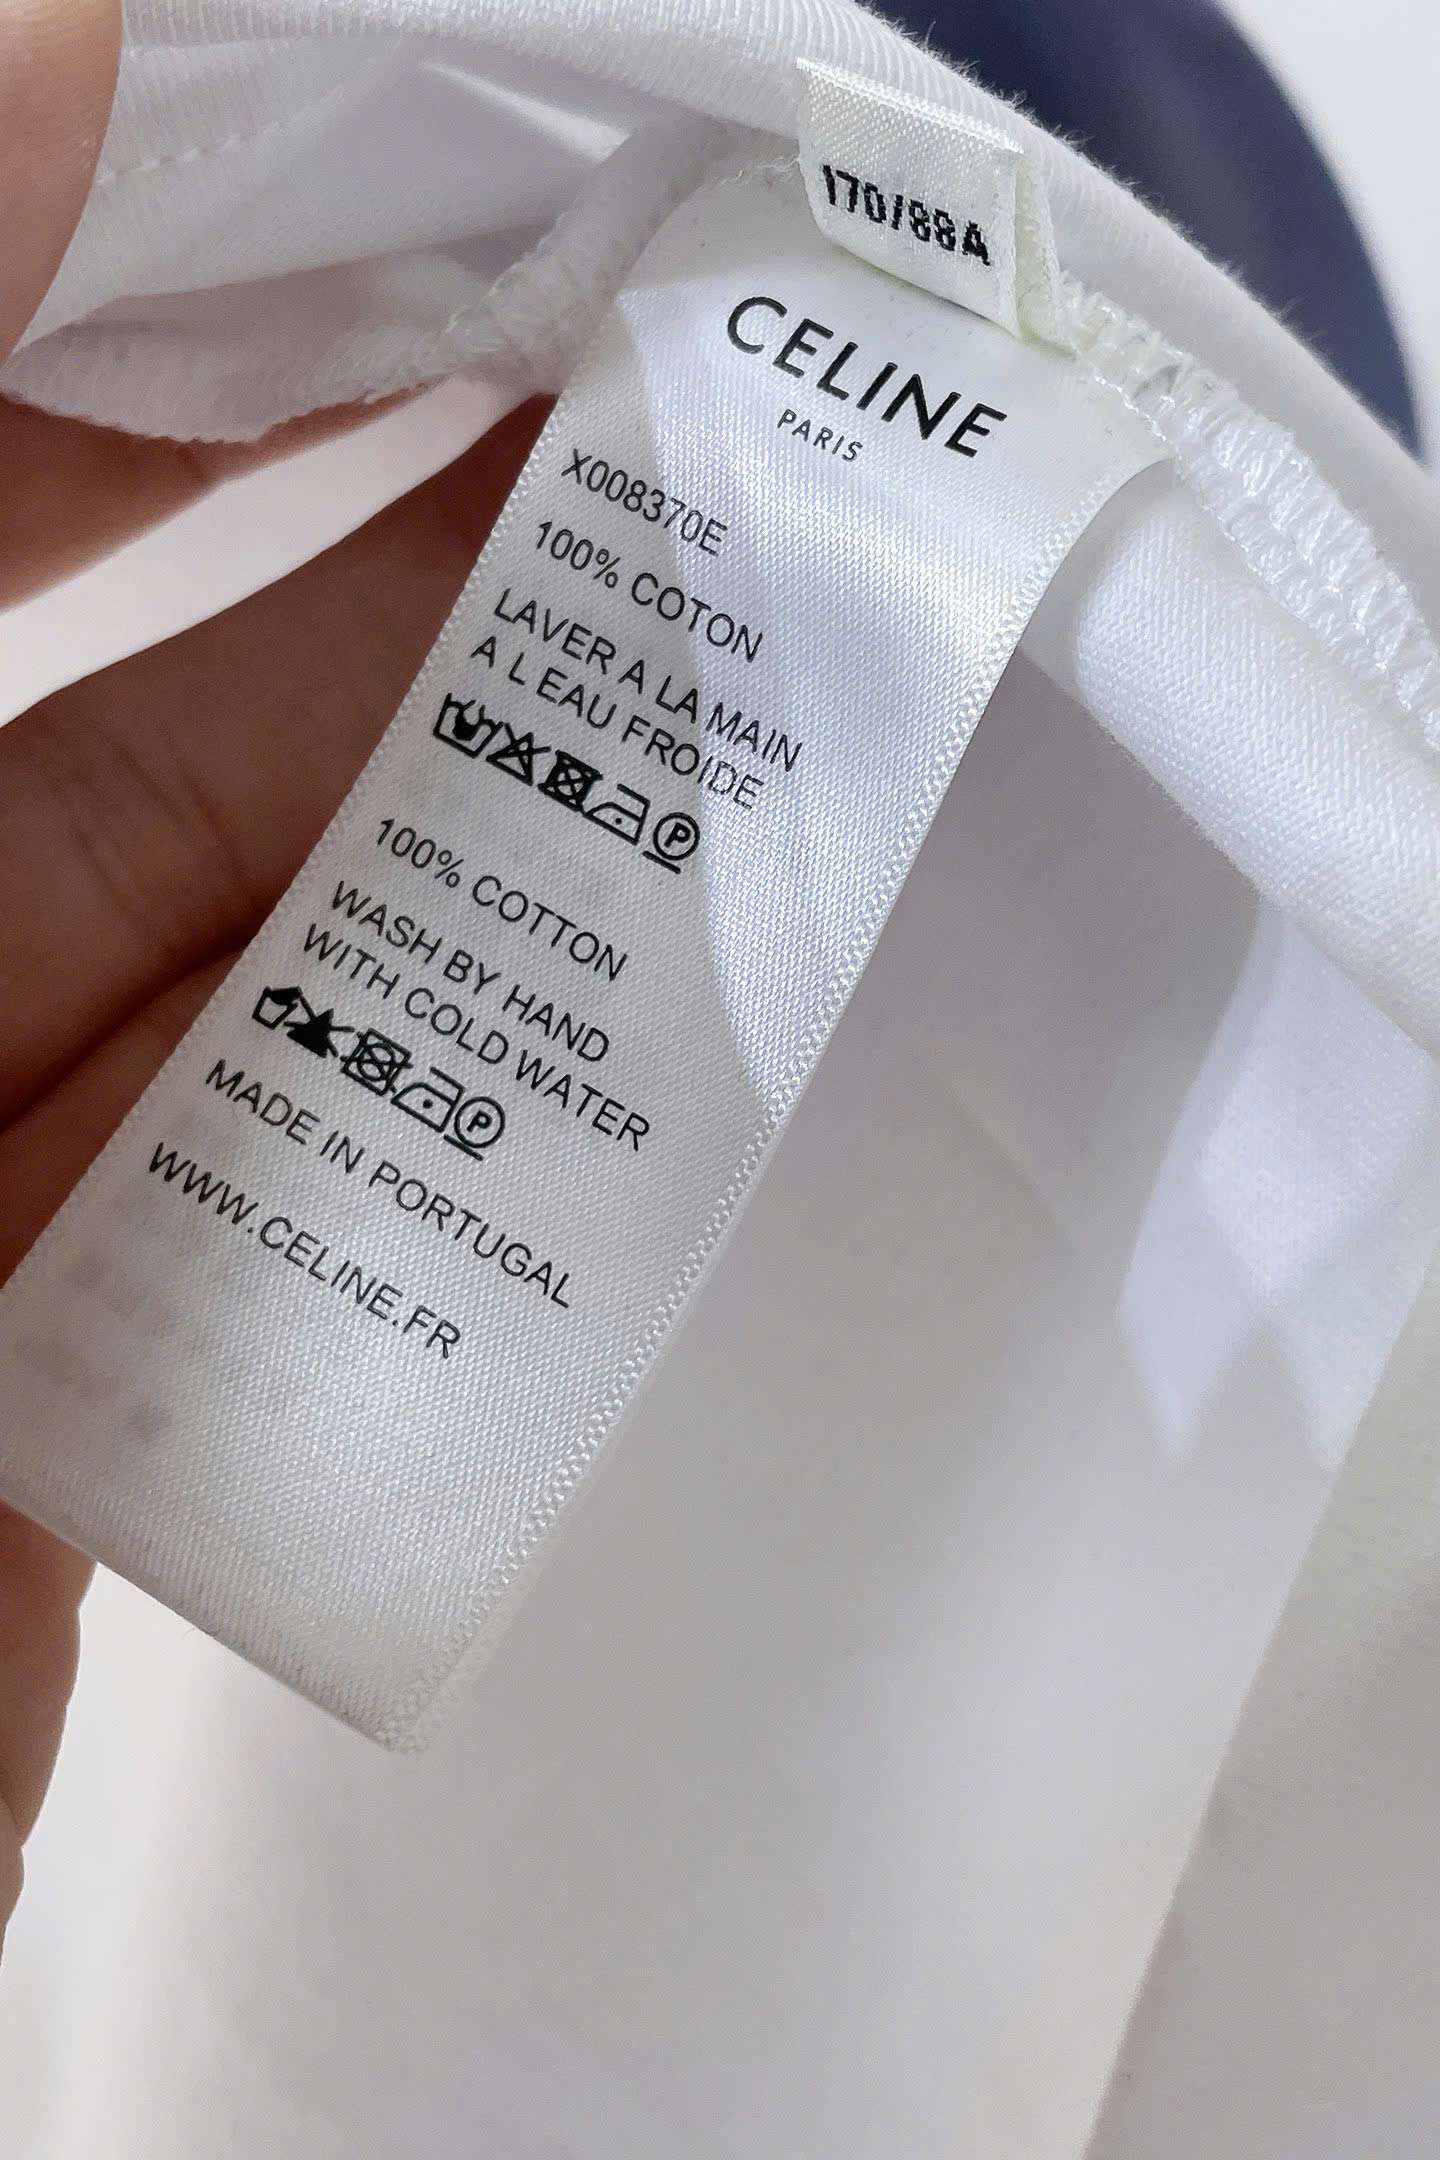 170/88A
CELINE
PARIS
X008370E
100% COTON
LAVER A LA MAIN
A L EAU FROIDE
P
100% COTTON
WASH BY HAND
WITH COLD WATER
P
MADE IN PORTUGAL
WWW.CELINE.FR